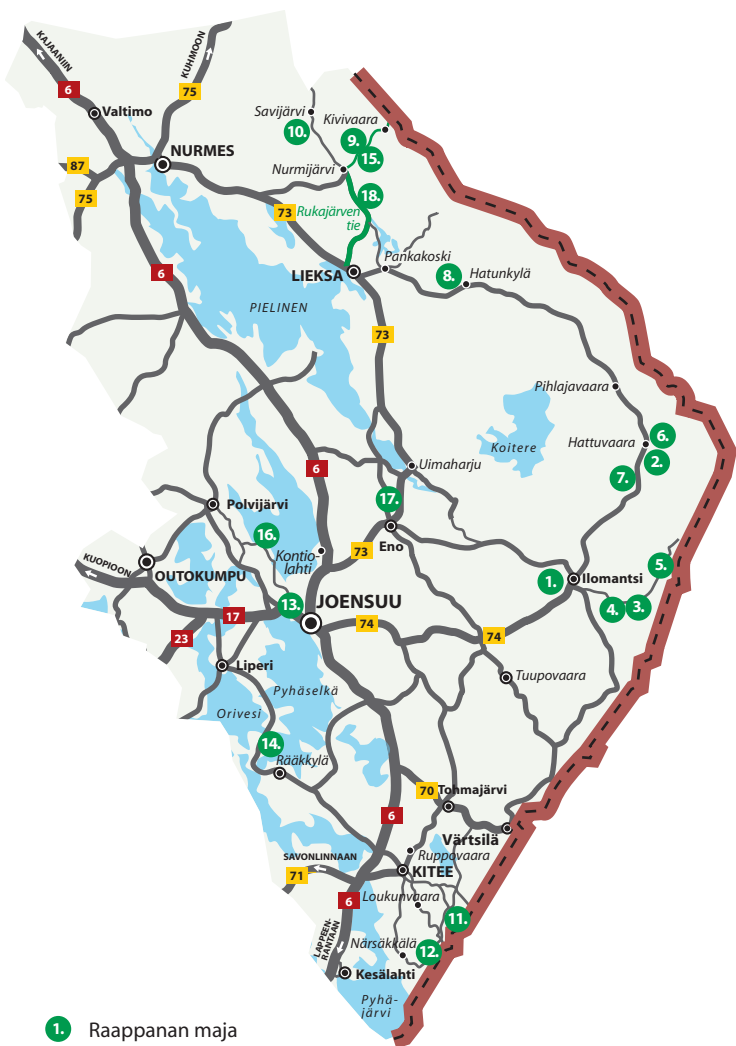 KAJAANIIN
KUHMOON
6
75
Valtimo
Savijärvi
Kivivaara
10.
9.
15.
NURMES
87
75
Nurmijärvi
18.
73
Rukajärven
tie
Pankakoski
LIEKSA
8.
Hatunkylä
6
PIELINEN
73
Pihlajavaara
Koitere
Hattuvaara
6.
2.
7.
6
Uimaharju
17.
Polvijärvi
16.
Eno
73
Kontio-
lahti
KUOPIOON
OUTOKUMPU
5.
1.
Ilomantsi
4.
3.
13.
JOENSUU
17
74
74
23
Liperi
Tuupovaara
Pyhäselkä
Orivesi
14.
Rääkkylä
70
Tohmajärvi
6
Värtsilä
SAVONLINNAAN
Ruppovaara
71
KITEE
6
Loukunvaara
11.
LAPPEEN-
RANTAAN
Närsäkkälä
12.
Kesälahti
Pyhä-
järvi
1.
Raappanan maja